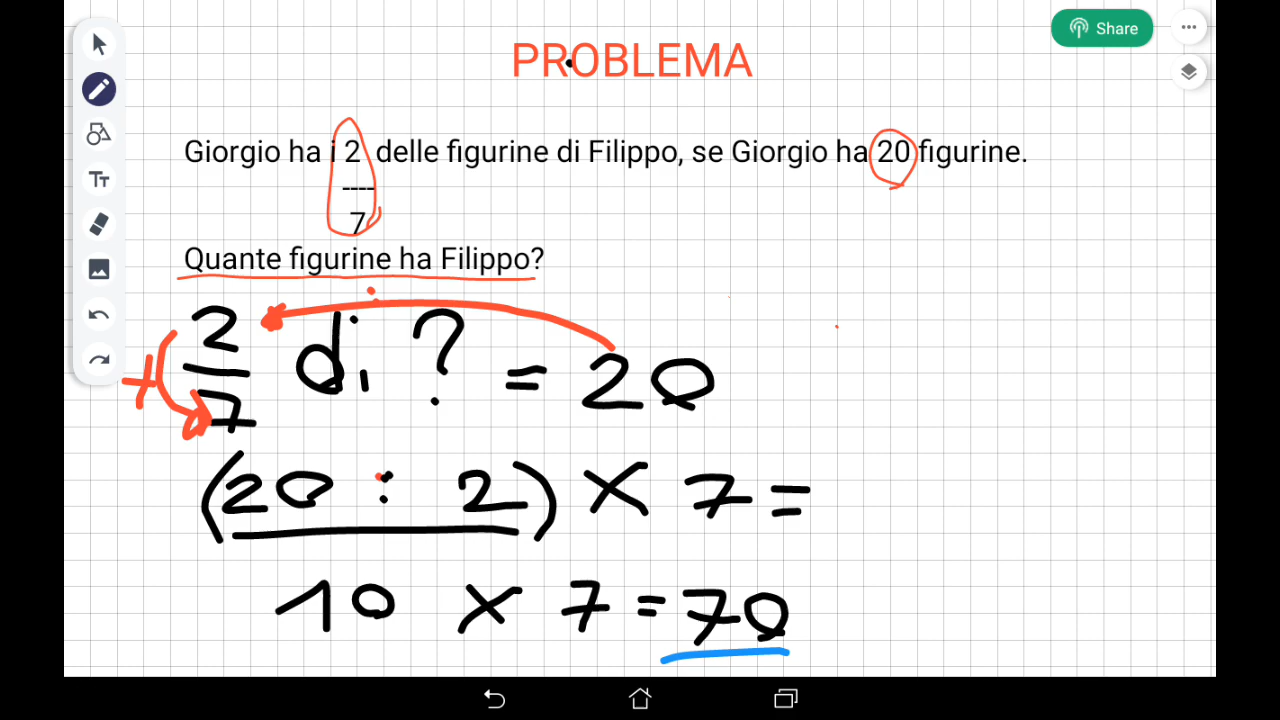 Share
PROBLEMA
Giorgio ha i 2 delle figurine di Filippo, se Giorgio ha 20 figurine.
----
7
Quante figurine ha Filippo?
:
2
7
di ? = 20
x
(20 : 2) x 7 =
10 x 7 = 70
Tт